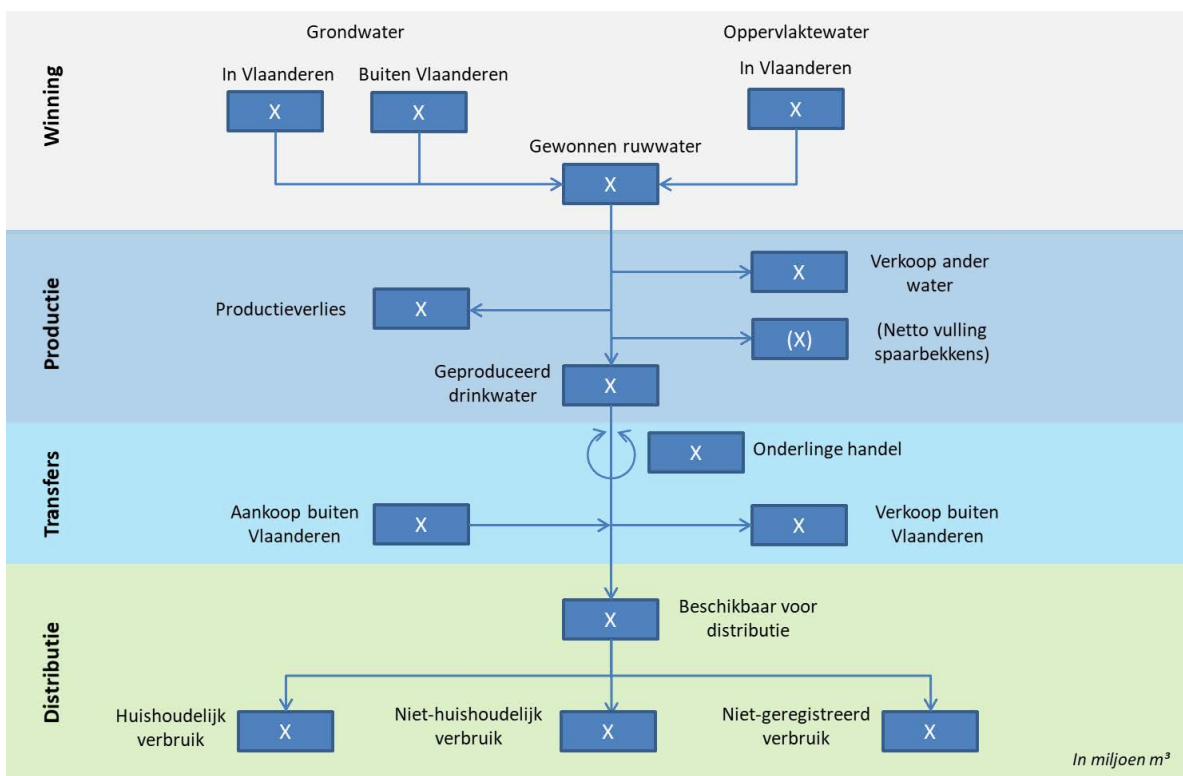 Winning
Grondwater
Oppervlaktewater
In Vlaanderen
Buiten Vlaanderen
In Vlaanderen
X
X
X
Gewonnen ruwwater
X
Productie
X
Verkoop ander
water
Productieverlies
X
(X)
(Netto vulling
spaarbekkens)
Geproduceerd
drinkwater
X
Transfers
X
Onderlinge handel
Aankoop buiten
Vlaanderen
X
X
Verkoop buiten
Vlaanderen
Distributie
X
Beschikbaar voor
distributie
Huishoudelijk
verbruik
X
Niet-huishoudelijk
verbruik
X
Niet-geregistreerd
verbruik
X
In miljoen m³